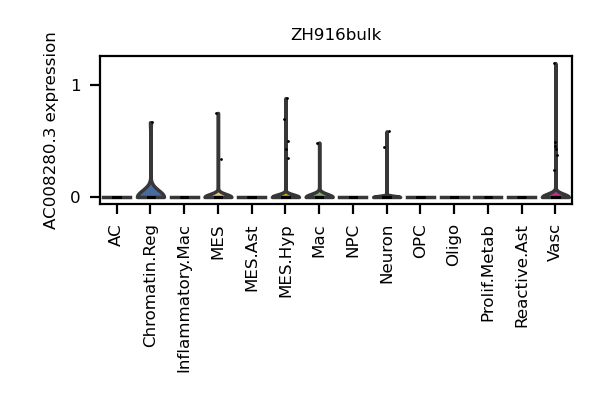 ZH916bulk
AC008280.3 expression
1
0
AC
Chromatin.Reg
Inflammatory.Mac
MES
MES.Ast
MES.Hyp
Mac
NPC
Neuron
OPC
Oligo
Prolif.Metab
Reactive.Ast
Vasc